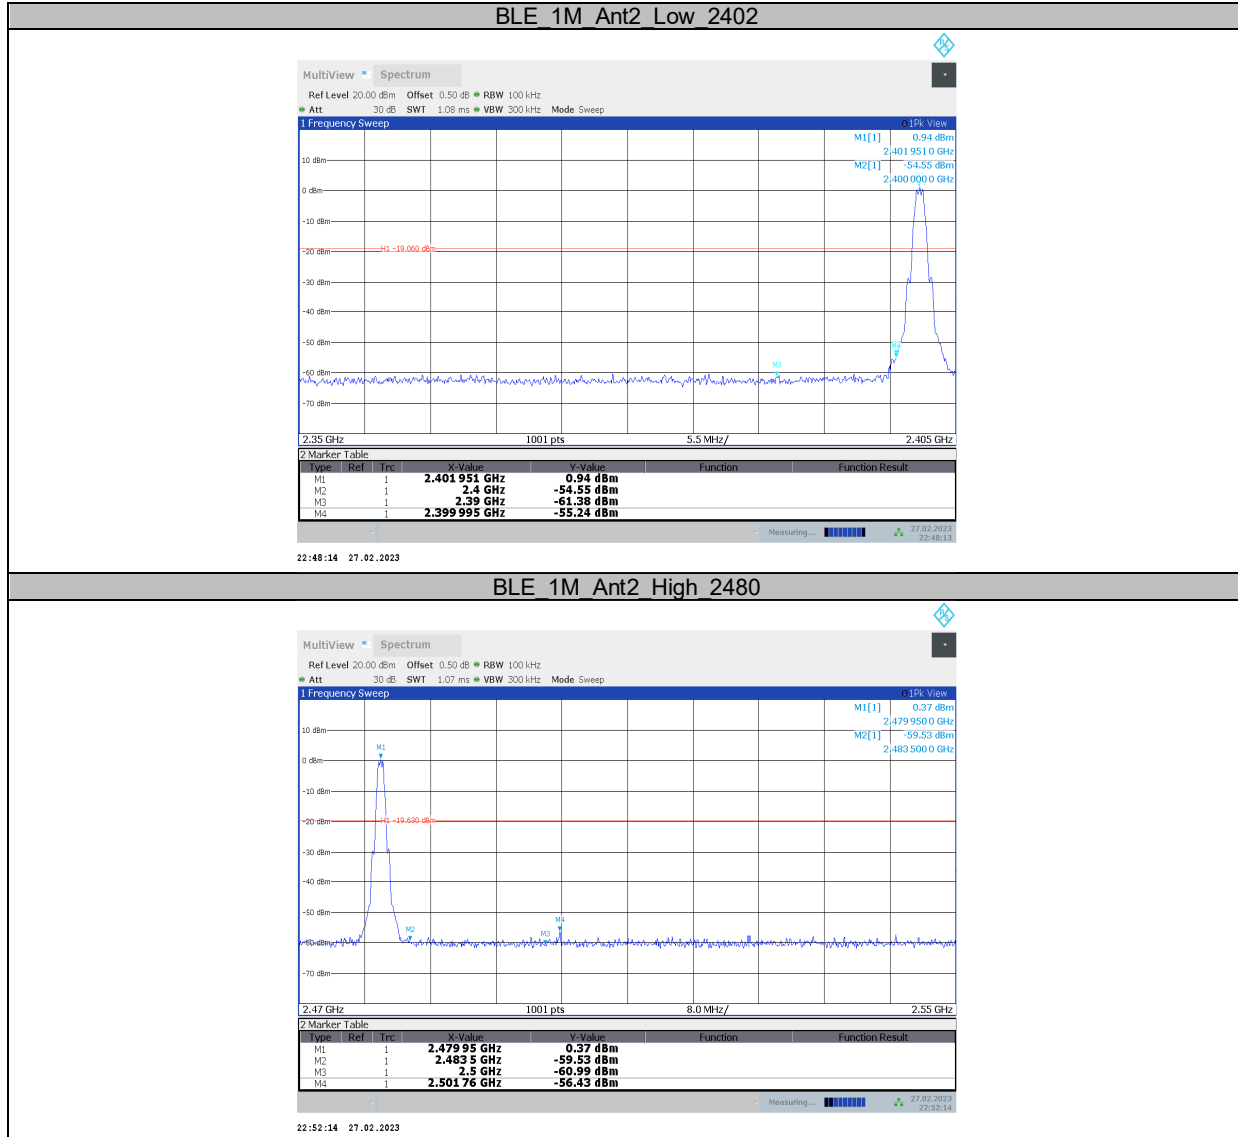 BLE_1M_Ant2_Low_2402
MultiView Spectrum
Ref Level 20.00 dBm Offset 0.50 dB RBW 100 kHz
Att 30 dB SWT 1.08 ms VBW 300 kHz Mode Sweep
1 Frequency Sweep 1Pk View
M1[1] 0.94 dBm
2.401 951 0 GHz
10 dBm
M2[1] -54.55 dBm
2.400 000 0 GHz
0 dBm
-10 dBm
-20 dBm H1 -19.060 dBm
-30 dBm
-40 dBm
-50 dBm
M4
M3
-60 dBm
-70 dBm
2.35 GHz 1001 pts 5.5 MHz/ 2.405 GHz
2 Marker Table
Type Ref Trc X-Value Y-Value Function Function Result
M1 1 2.401 951 GHz 0.94 dBm
M2 1 2.4 GHz -54.55 dBm
M3 1 2.39 GHz -61.38 dBm
M4 1 2.399 995 GHz -55.24 dBm
Measuring... 27.02.2023
22:48:13
22:48:14 27.02.2023
BLE_1M_Ant2_High_2480
MultiView Spectrum
Ref Level 20.00 dBm Offset 0.50 dB RBW 100 kHz
Att 30 dB SWT 1.07 ms VBW 300 kHz Mode Sweep
1 Frequency Sweep 1Pk View
M1[1] 0.37 dBm
2.479 950 0 GHz
10 dBm
M2[1] -59.53 dBm
2.483 500 0 GHz
M1
0 dBm
-10 dBm
-20 dBm H1 -19.630 dBm
-30 dBm
-40 dBm
-50 dBm
M4
M2
M3
-60 dBm
-70 dBm
2.47 GHz 1001 pts 8.0 MHz/ 2.55 GHz
2 Marker Table
Type Ref Trc X-Value Y-Value Function Function Result
M1 1 2.479 95 GHz 0.37 dBm
M2 1 2.483 5 GHz -59.53 dBm
M3 1 2.5 GHz -60.99 dBm
M4 1 2.501 76 GHz -56.43 dBm
Measuring... 27.02.2023
22:52:14
22:52:14 27.02.2023